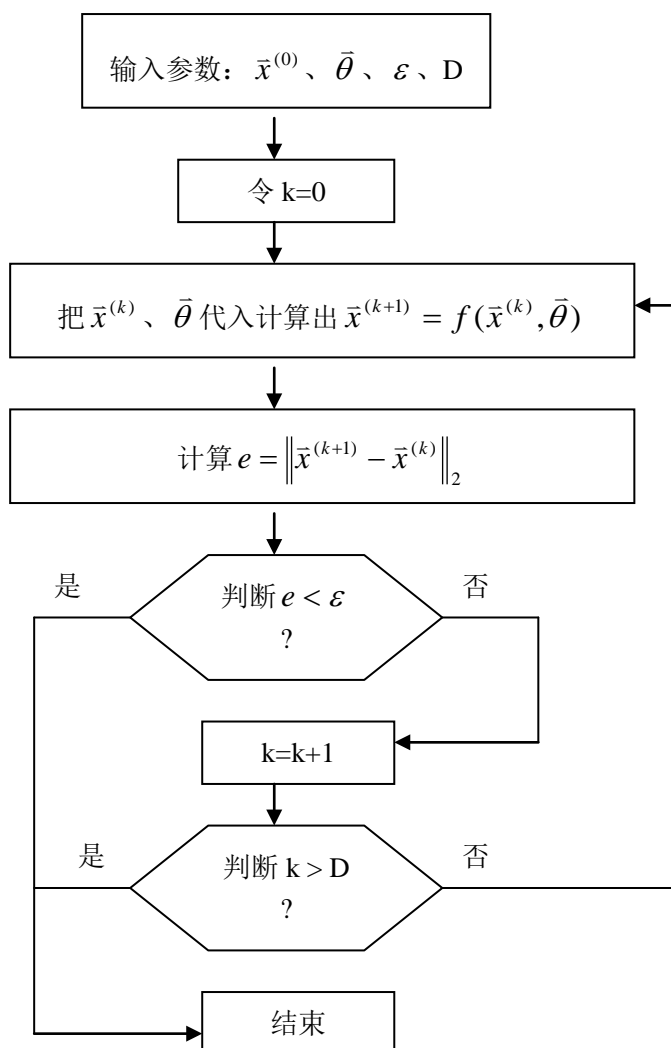 输入参数：x̄⁽⁰⁾、θ̄、ε、D
令 k=0
把 x̄⁽ᵏ⁾、θ̄ 代入计算出 x̄⁽ᵏ⁺¹⁾ = f(x̄⁽ᵏ⁾,θ̄)
计算 e = ‖x̄⁽ᵏ⁺¹⁾ − x̄⁽ᵏ⁾‖₂
是
判断 e < ε
?
否
k=k+1
是
判断 k > D
?
否
结束